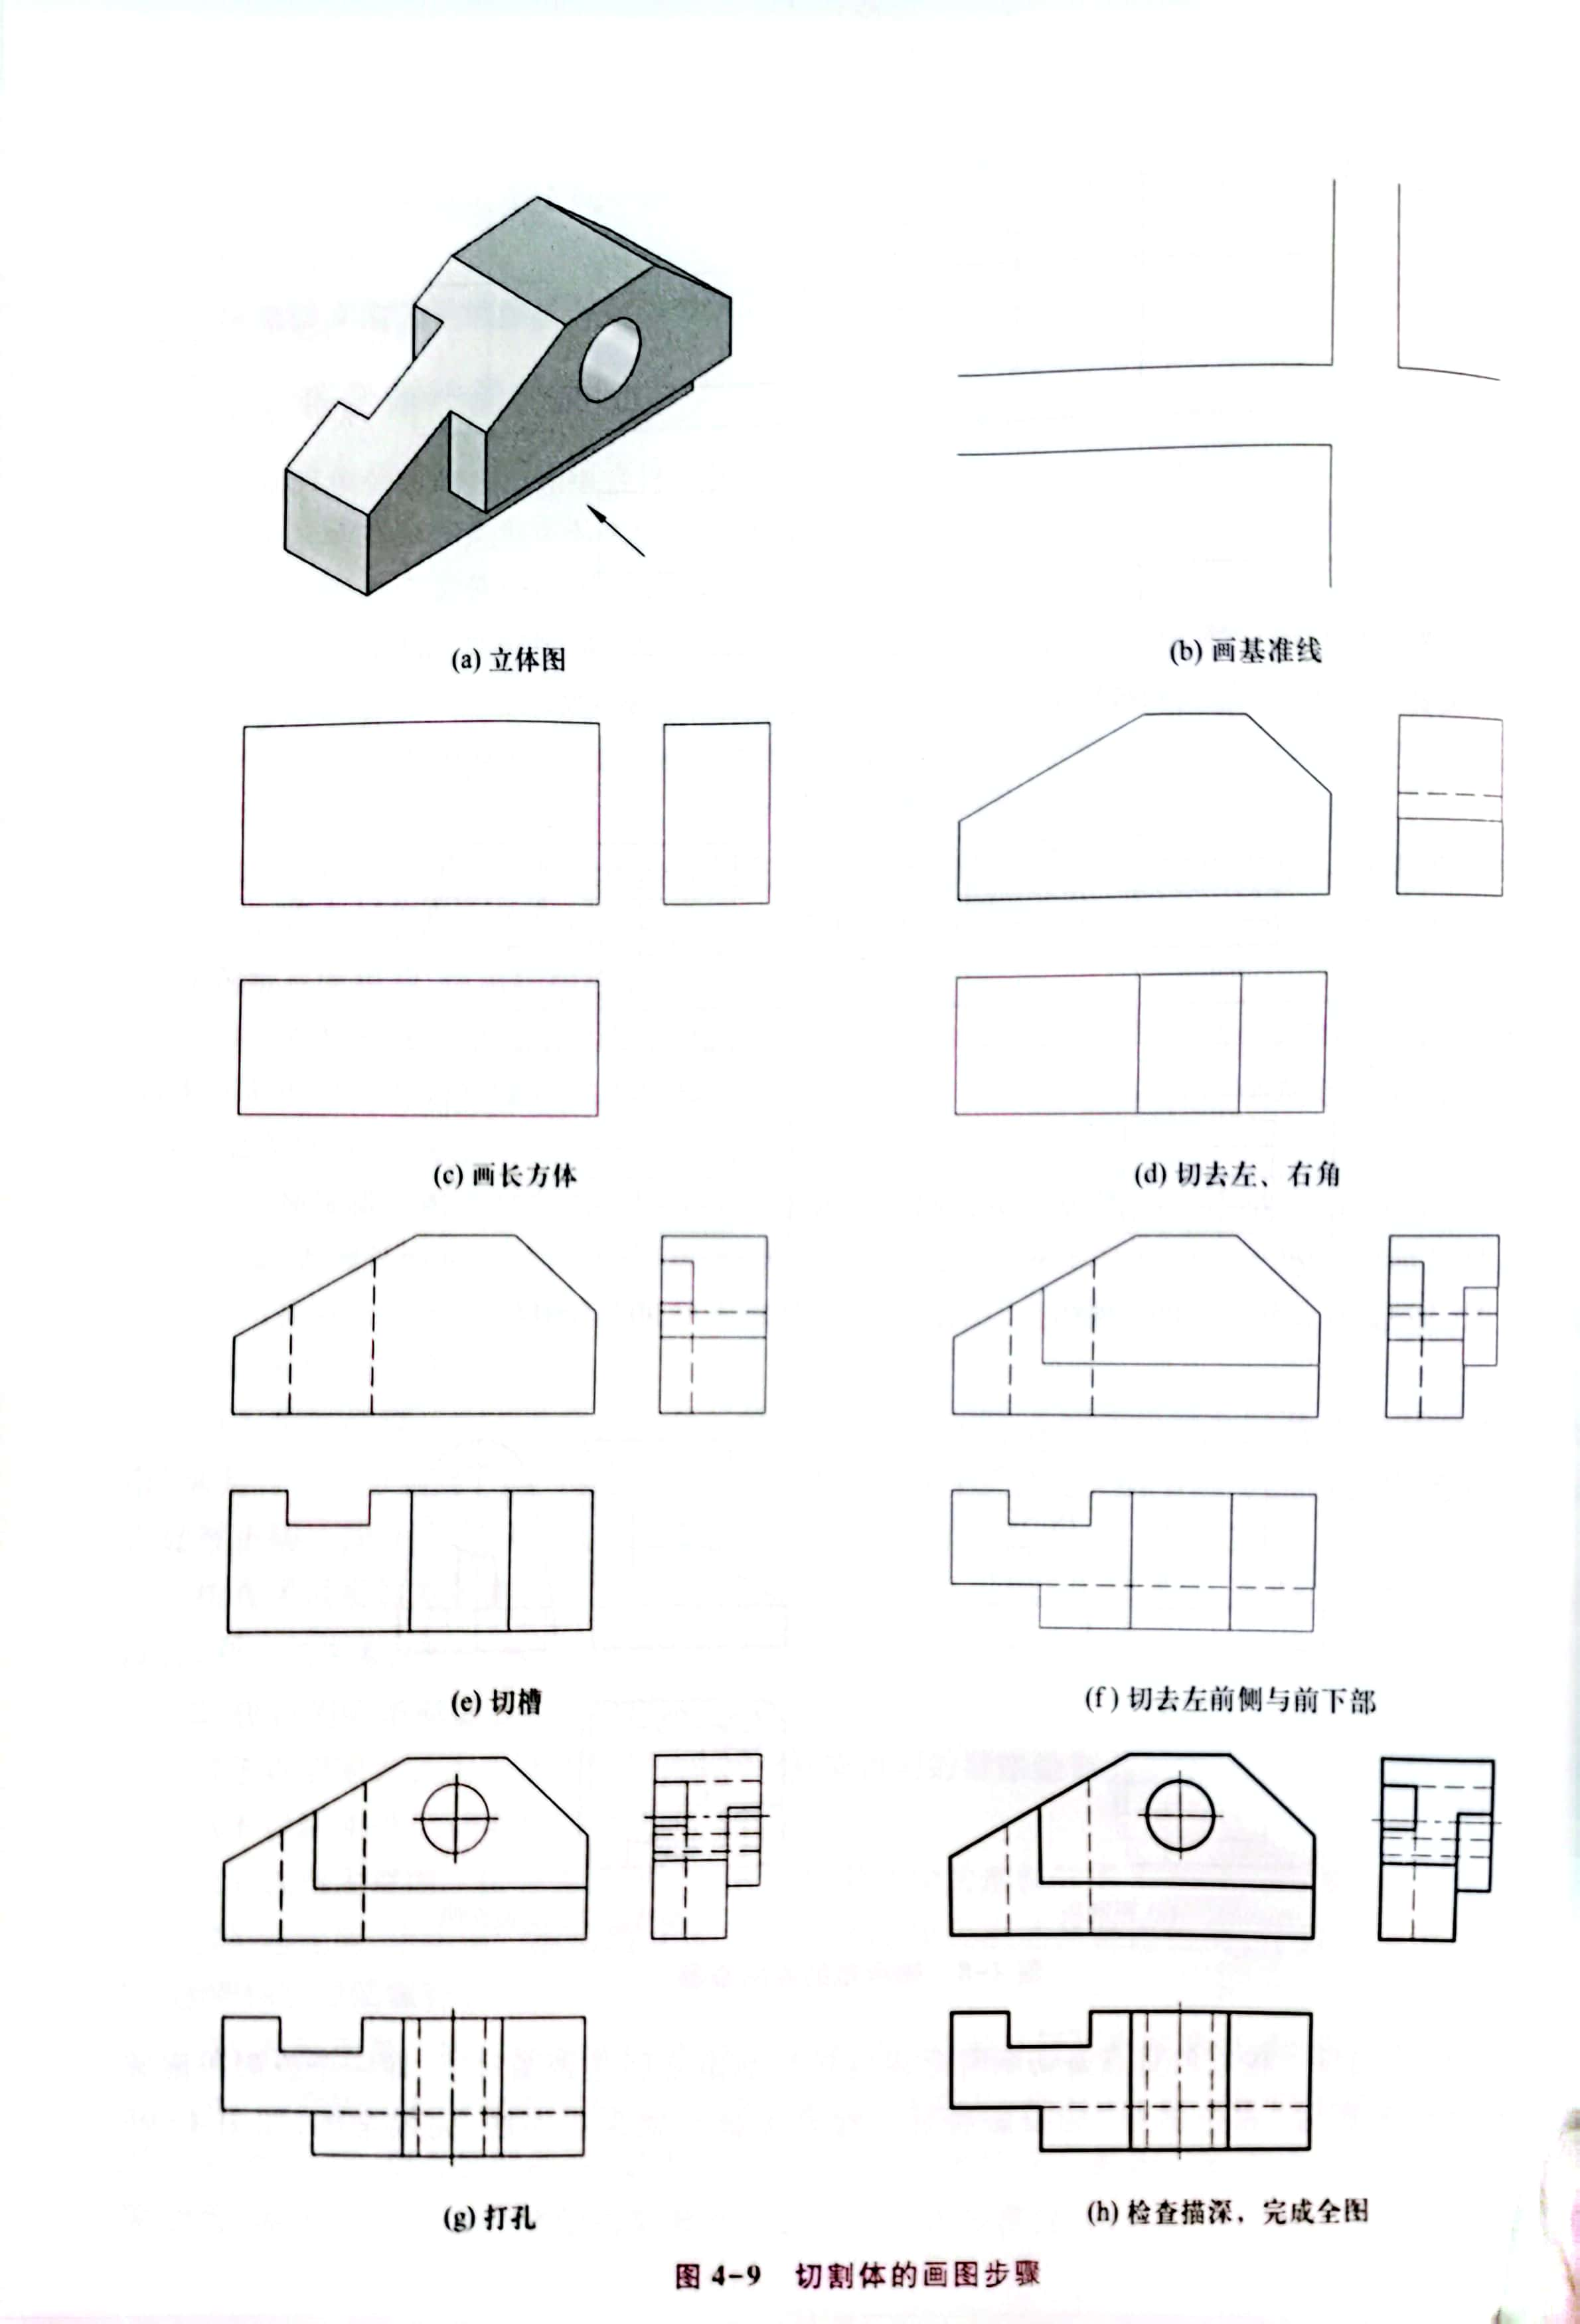 (a) 立体图
(b) 画基准线
(c) 画长方体
(d) 切去左、右角
(e) 切槽
(f) 切去左前侧与前下部
(g) 打孔
(h) 检查描深，完成全图
图 4-9 切割体的画图步骤